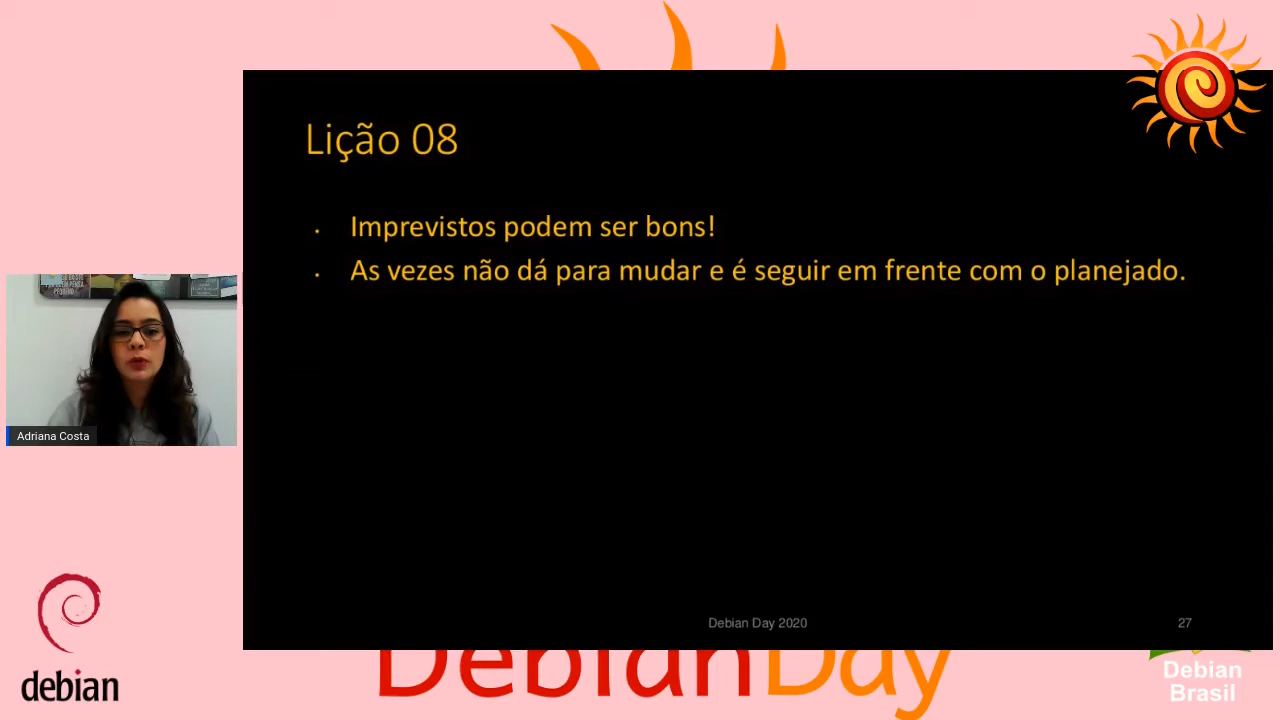 Lição 08
• Imprevistos podem ser bons!
• As vezes não dá para mudar e é seguir em frente com o planejado.
Adriana Costa
Debian Day 2020
27
debian
DebianDay
Debian
Brasil